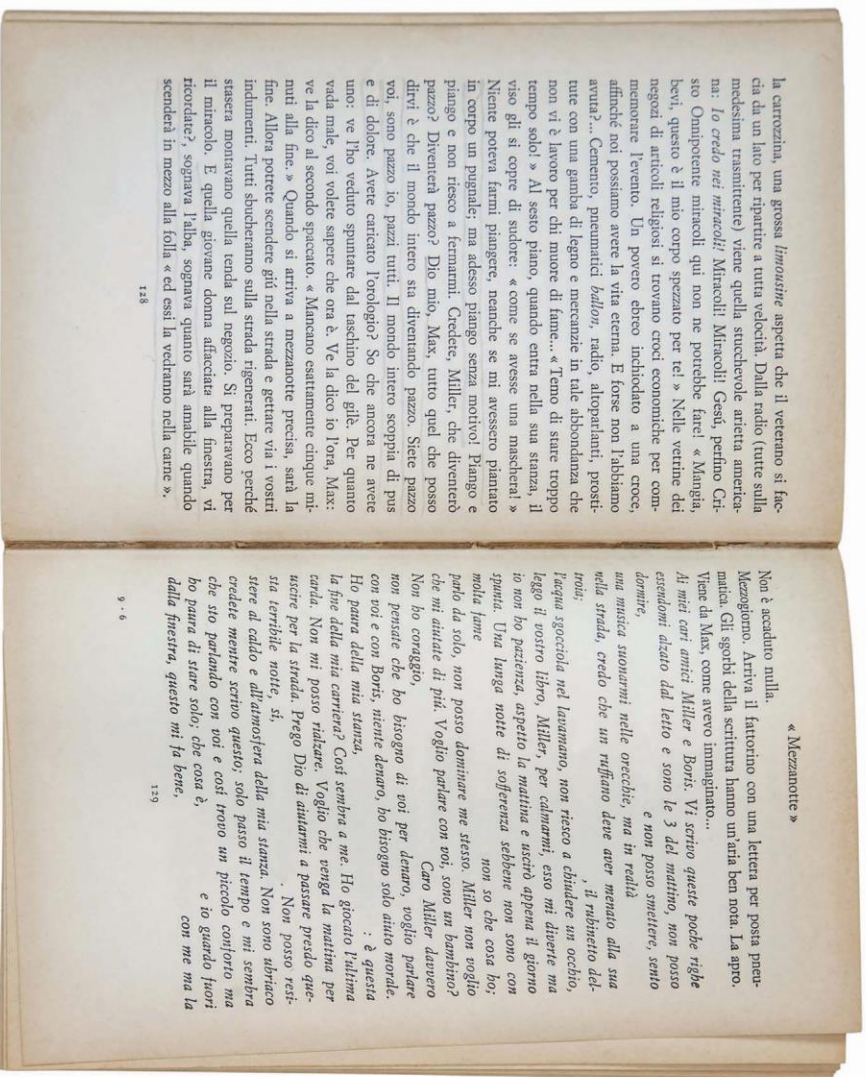 la carrozzina, una grossa limousine aspetta che il veterano si fac-
cia da un lato per ripartire a tutta velocità. Dalla radio (tutte sulla
medesima trasmittente) viene quella stucchevole arietta america-
na: Io credo nei miracoli! Miracoli! Miracoli! Gesú, perfino Cri-
sto Onnipotente miracoli qui non ne potrebbe fare! « Mangia,
bevi, questo è il mio corpo spezzato per te! » Nelle vetrine dei
negozi di articoli religiosi si trovano croci economiche per com-
memorare l'evento. Un povero ebreo inchiodato a una croce,
affinché noi possiamo avere la vita eterna. E forse non l'abbiamo
avuta?... Cemento, pneumatici ballon, radio, altoparlanti, prosti-
tute con una gamba di legno e mercanzie in tale abbondanza che
non vi è lavoro per chi muore di fame... « Temo di stare troppo
tempo solo! » Al sesto piano, quando entra nella sua stanza, il
viso gli si copre di sudore: « come se avesse una maschera! »
Niente poteva farmi piangere, neanche se mi avessero piantato
in corpo un pugnale; ma adesso piango senza motivo! Piango e
piango e non riesco a fermarmi. Credete, Miller, che diventerò
pazzo? Diventerà pazzo? Dio mio, Max, tutto quel che posso
dirvi è che il mondo intero sta diventando pazzo. Siete pazzo
voi, sono pazzo io, pazzi tutti. Il mondo intero scoppia di pus
e di dolore. Avete caricato l'orologio? So che ancora ne avete
uno: ve l'ho veduto spuntare dal taschino del gilè. Per quanto
vada male, voi volete sapere che ora è. Ve la dico io l'ora, Max:
ve la dico al secondo spaccato. « Mancano esattamente cinque mi-
nuti alla fine. » Quando si arriva a mezzanotte precisa, sarà la
fine. Allora potrete scendere giú nella strada e gettare via i vostri
indumenti. Tutti sbucheranno sulla strada rigenerati. Ecco perché
stasera montavano quella tenda sul negozio. Si preparavano per
il miracolo. E quella giovane donna affacciata alla finestra, vi
ricordate?, sognava l'alba, sognava quanto sarà amabile quando
scenderà in mezzo alla folla « ed essi la vedranno nella carne ».
128
« Mezzanotte »
Non è accaduto nulla.
Mezzogiorno. Arriva il fattorino con una lettera per posta pneu-
matica. Gli sgorbi della scrittura hanno un'aria ben nota. La apro.
Viene da Max, come avevo immaginato...
Ai miei cari amici Miller e Boris. Vi scrivo queste poche righe
essendomi alzato dal letto e sono le 3 del mattino, non posso
dormire, e non posso smettere, sento
una musica suonarmi nelle orecchie, ma in realtà
nella strada, credo che un ruffiano deve aver menato alla sua
troia; , il rubinetto del-
l'acqua sgocciola nel lavamano, non riesco a chiudere un occhio,
leggo il vostro libro, Miller, per calmarmi, esso mi diverte ma
io non ho pazienza, aspetto la mattina e uscirò appena il giorno
spunta. Una lunga notte di sofferenza sebbene non sono con
molta fame non so che cosa ho;
parlo da solo, non posso dominare me stesso. Miller non voglio
che mi aiutate di piú. Voglio parlare con voi, sono un bambino?
Non ho coraggio, Caro Miller davvero
non pensate che ho bisogno di voi per denaro, voglio parlare
con voi e con Boris, niente denaro, ho bisogno solo aiuto morale.
Ho paura della mia stanza, : è questa
la fine della mia carriera? Cosí sembra a me. Ho giocato l'ultima
carda. Non mi posso rialzare. Voglio che venga la mattina per
uscire per la strada. Prego Dio di aiutarmi a passare presdo que-
sta terribile notte, sí, . Non posso resi-
stere al caldo e all'atmosfera della mia stanza. Non sono ubriaco
credete mentre scrivo questo; solo passo il tempo e mi sembra
che sto parlando con voi e cosí trovo un piccolo conforto ma
ho paura di stare solo; che cosa è, e io guardo fuori
dalla finestra, questo mi fa bene, con me ma la
9 · 6
129